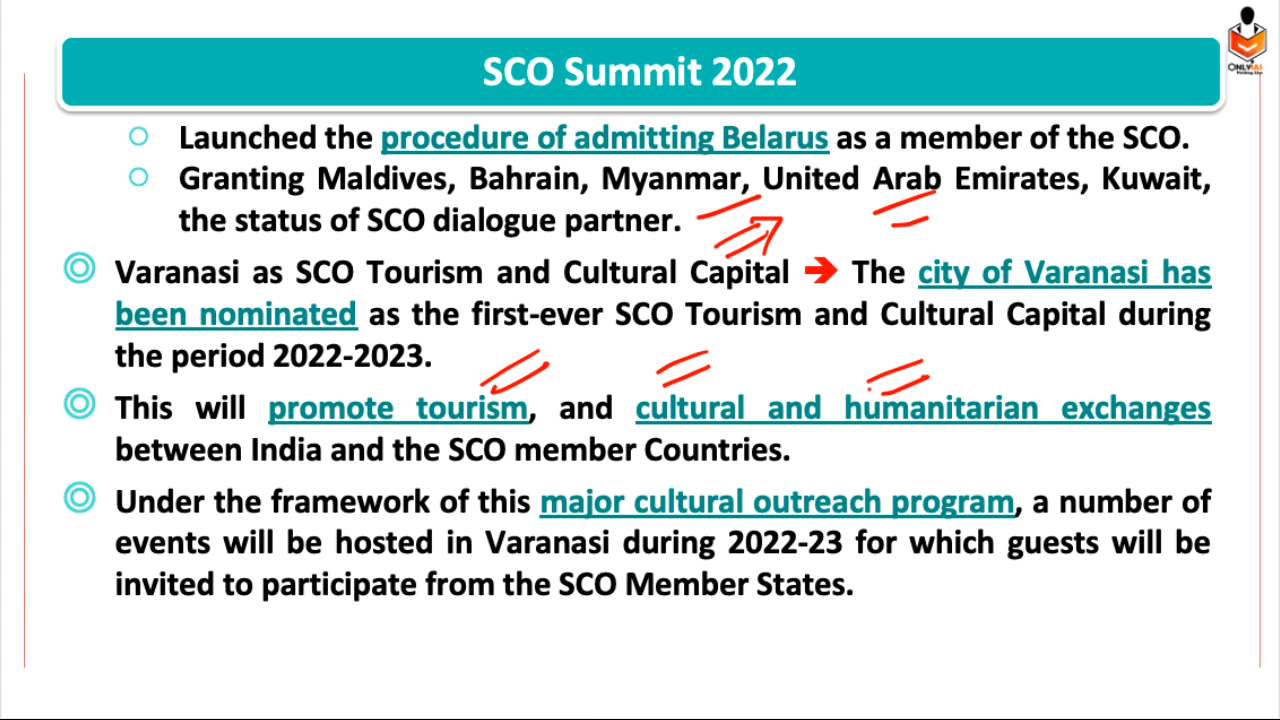 SCO Summit 2022
ONLYIAS
Launched the procedure of admitting Belarus as a member of the SCO.
Granting Maldives, Bahrain, Myanmar, United Arab Emirates, Kuwait,
the status of SCO dialogue partner.
Varanasi as SCO Tourism and Cultural Capital ➔ The city of Varanasi has
been nominated as the first-ever SCO Tourism and Cultural Capital during
the period 2022-2023.
This will promote tourism, and cultural and humanitarian exchanges
between India and the SCO member Countries.
Under the framework of this major cultural outreach program, a number of
events will be hosted in Varanasi during 2022-23 for which guests will be
invited to participate from the SCO Member States.